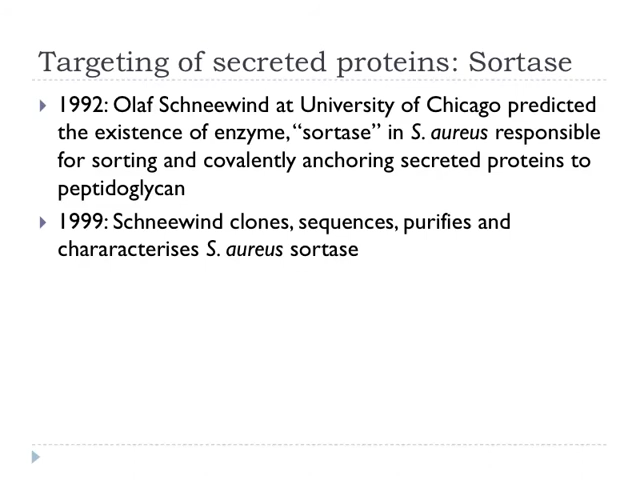 Targeting of secreted proteins: Sortase
1992: Olaf Schneewind at University of Chicago predicted
the existence of enzyme, “sortase” in S. aureus responsible
for sorting and covalently anchoring secreted proteins to
peptidoglycan
1999: Schneewind clones, sequences, purifies and
chararacterises S. aureus sortase